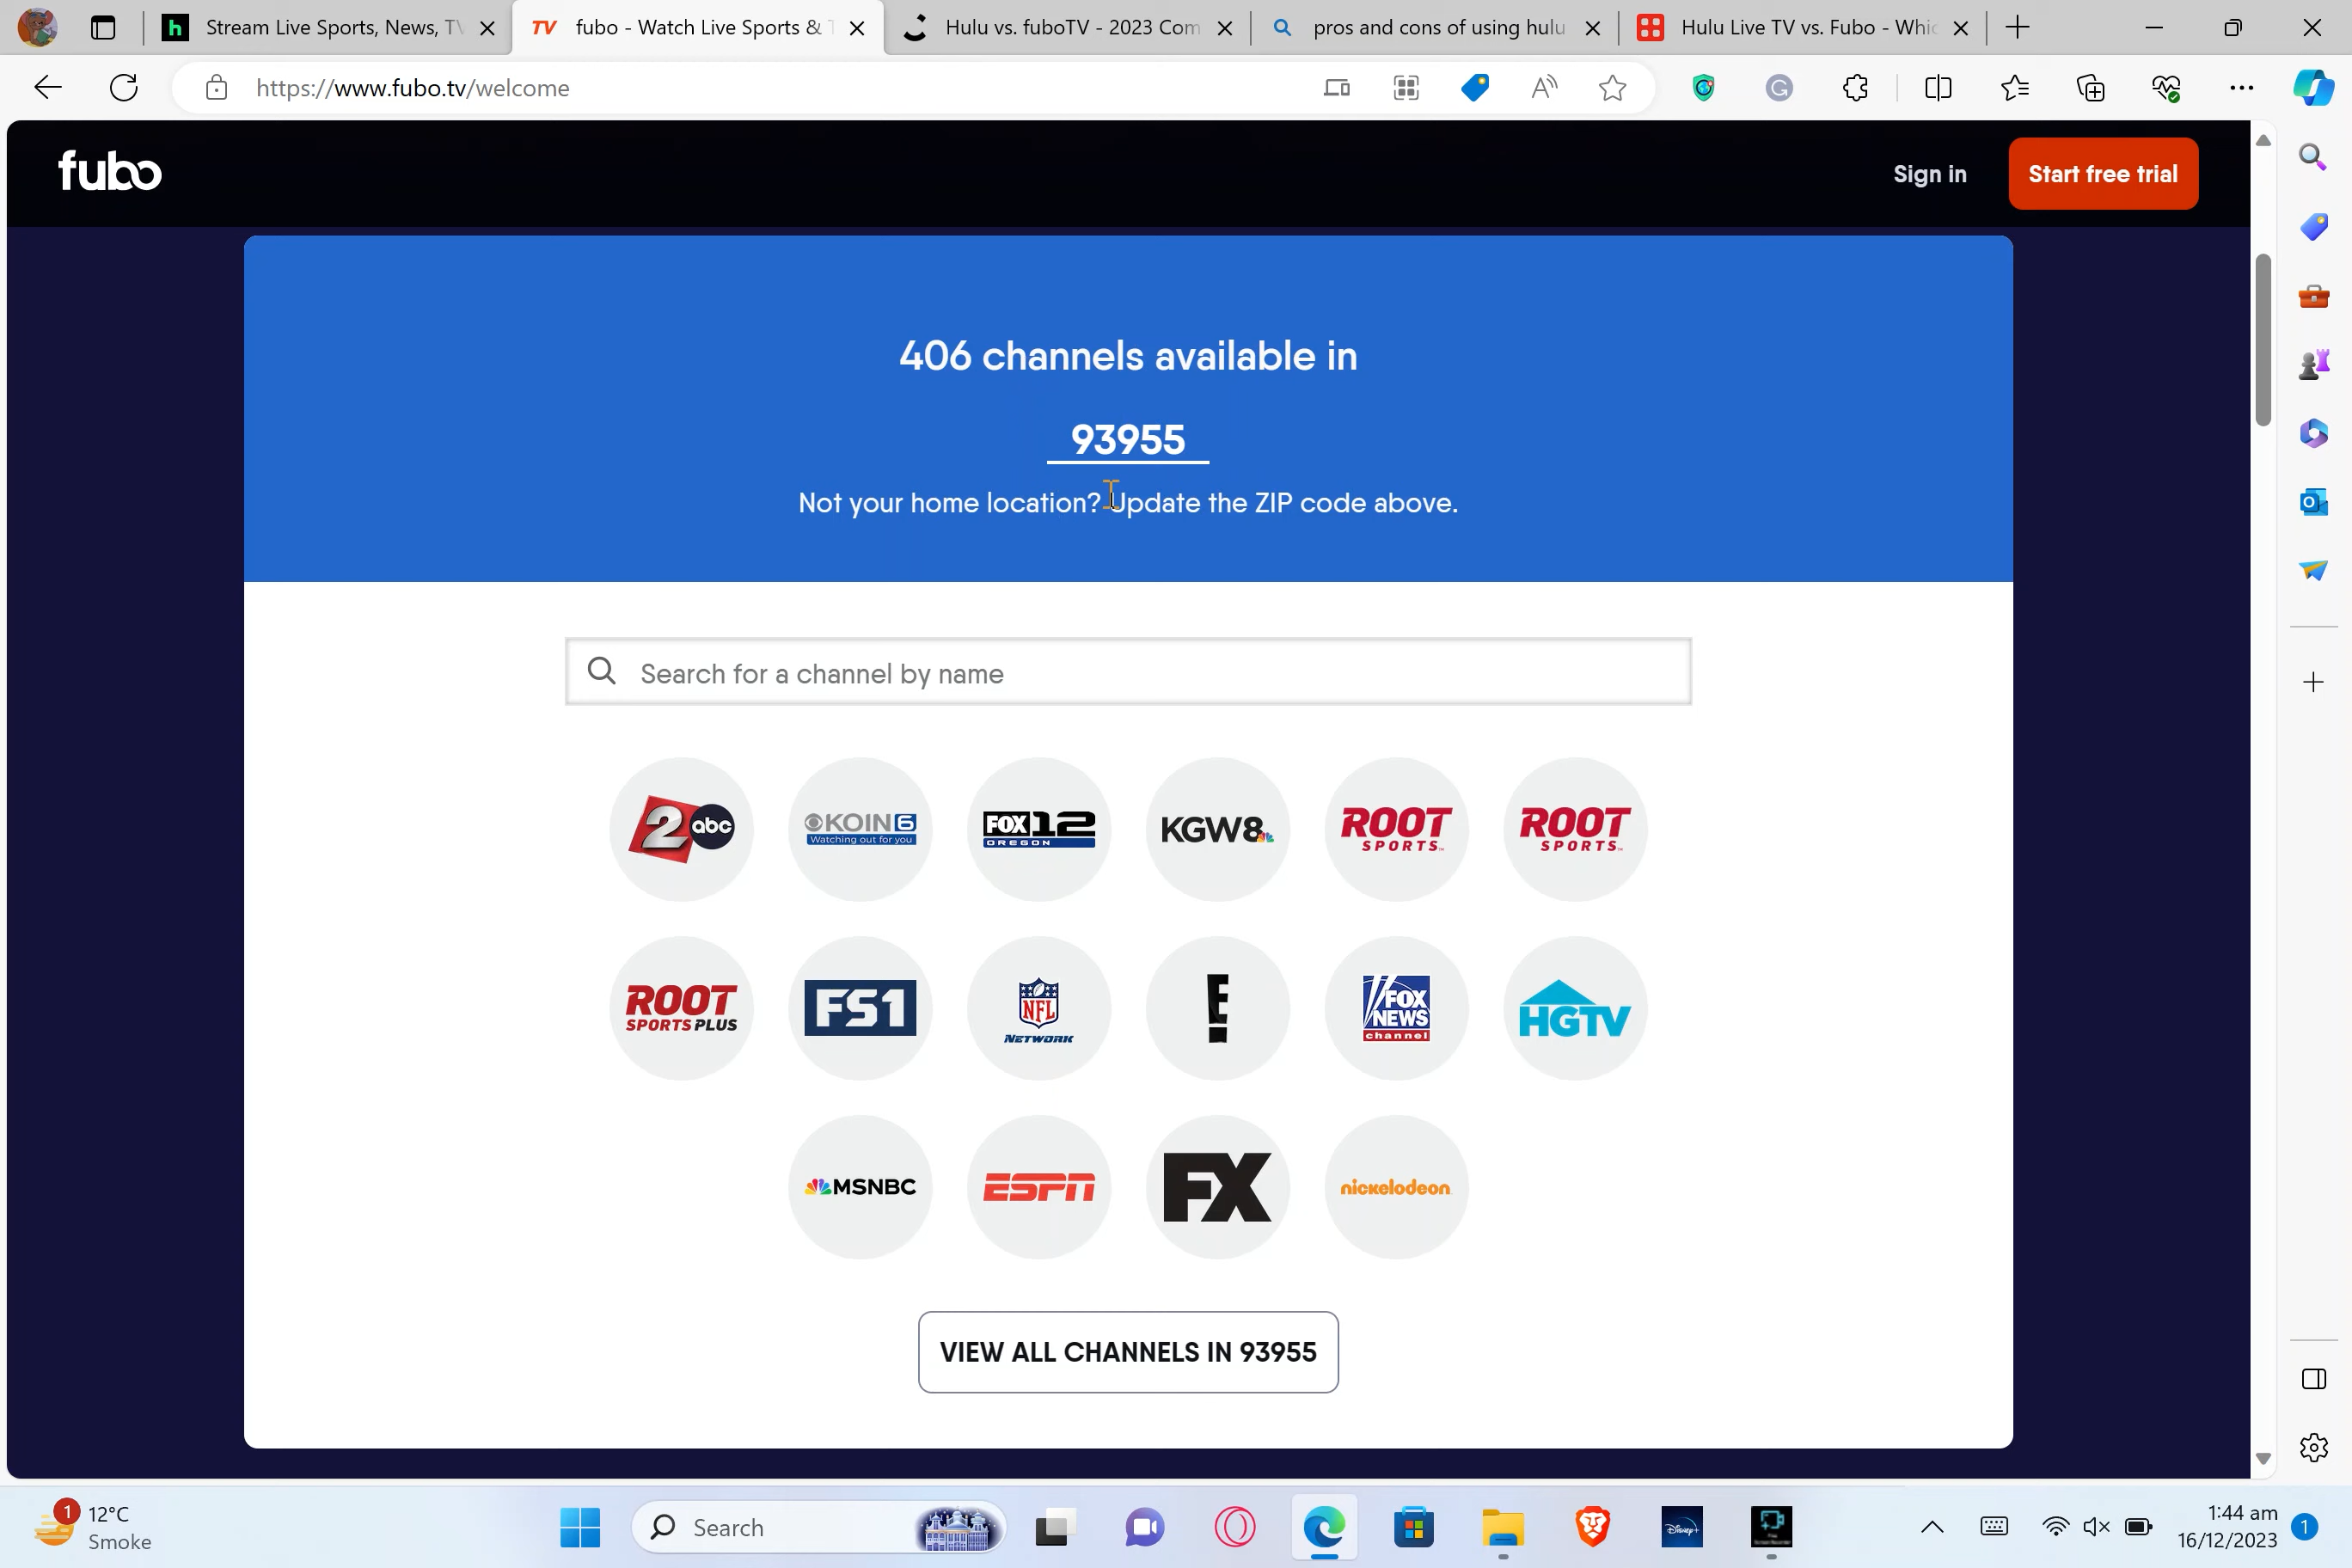 Stream Live Sports, News, TV
fubo - Watch Live Sports & T
Hulu vs. fuboTV - 2023 Com
pros and cons of using hulu
Hulu Live TV vs. Fubo - Whic
https://www.fubo.tv/welcome
fubo
Sign in
Start free trial
406 channels available in
93955
Not your home location? Update the ZIP code above.
Search for a channel by name
2 abc
KOIN 6
Watching out for you
FOX 12
OREGON
KGW8
ROOT
SPORTS
ROOT
SPORTS
ROOT
SPORTS PLUS
FS1
NFL
NETWORK
E!
FOX
NEWS
channel
HGTV
MSNBC
ESPN
FX
nickelodeon
VIEW ALL CHANNELS IN 93955
1
12°C
Smoke
Search
Disney+
1:44 am
16/12/2023
1